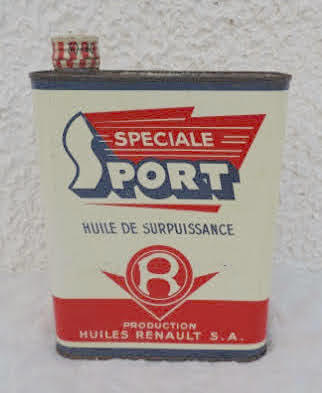 SPECIALE
SPORT
HUILE DE SURPUISSANCE
R
PRODUCTION
HUILES RENAULT S.A.